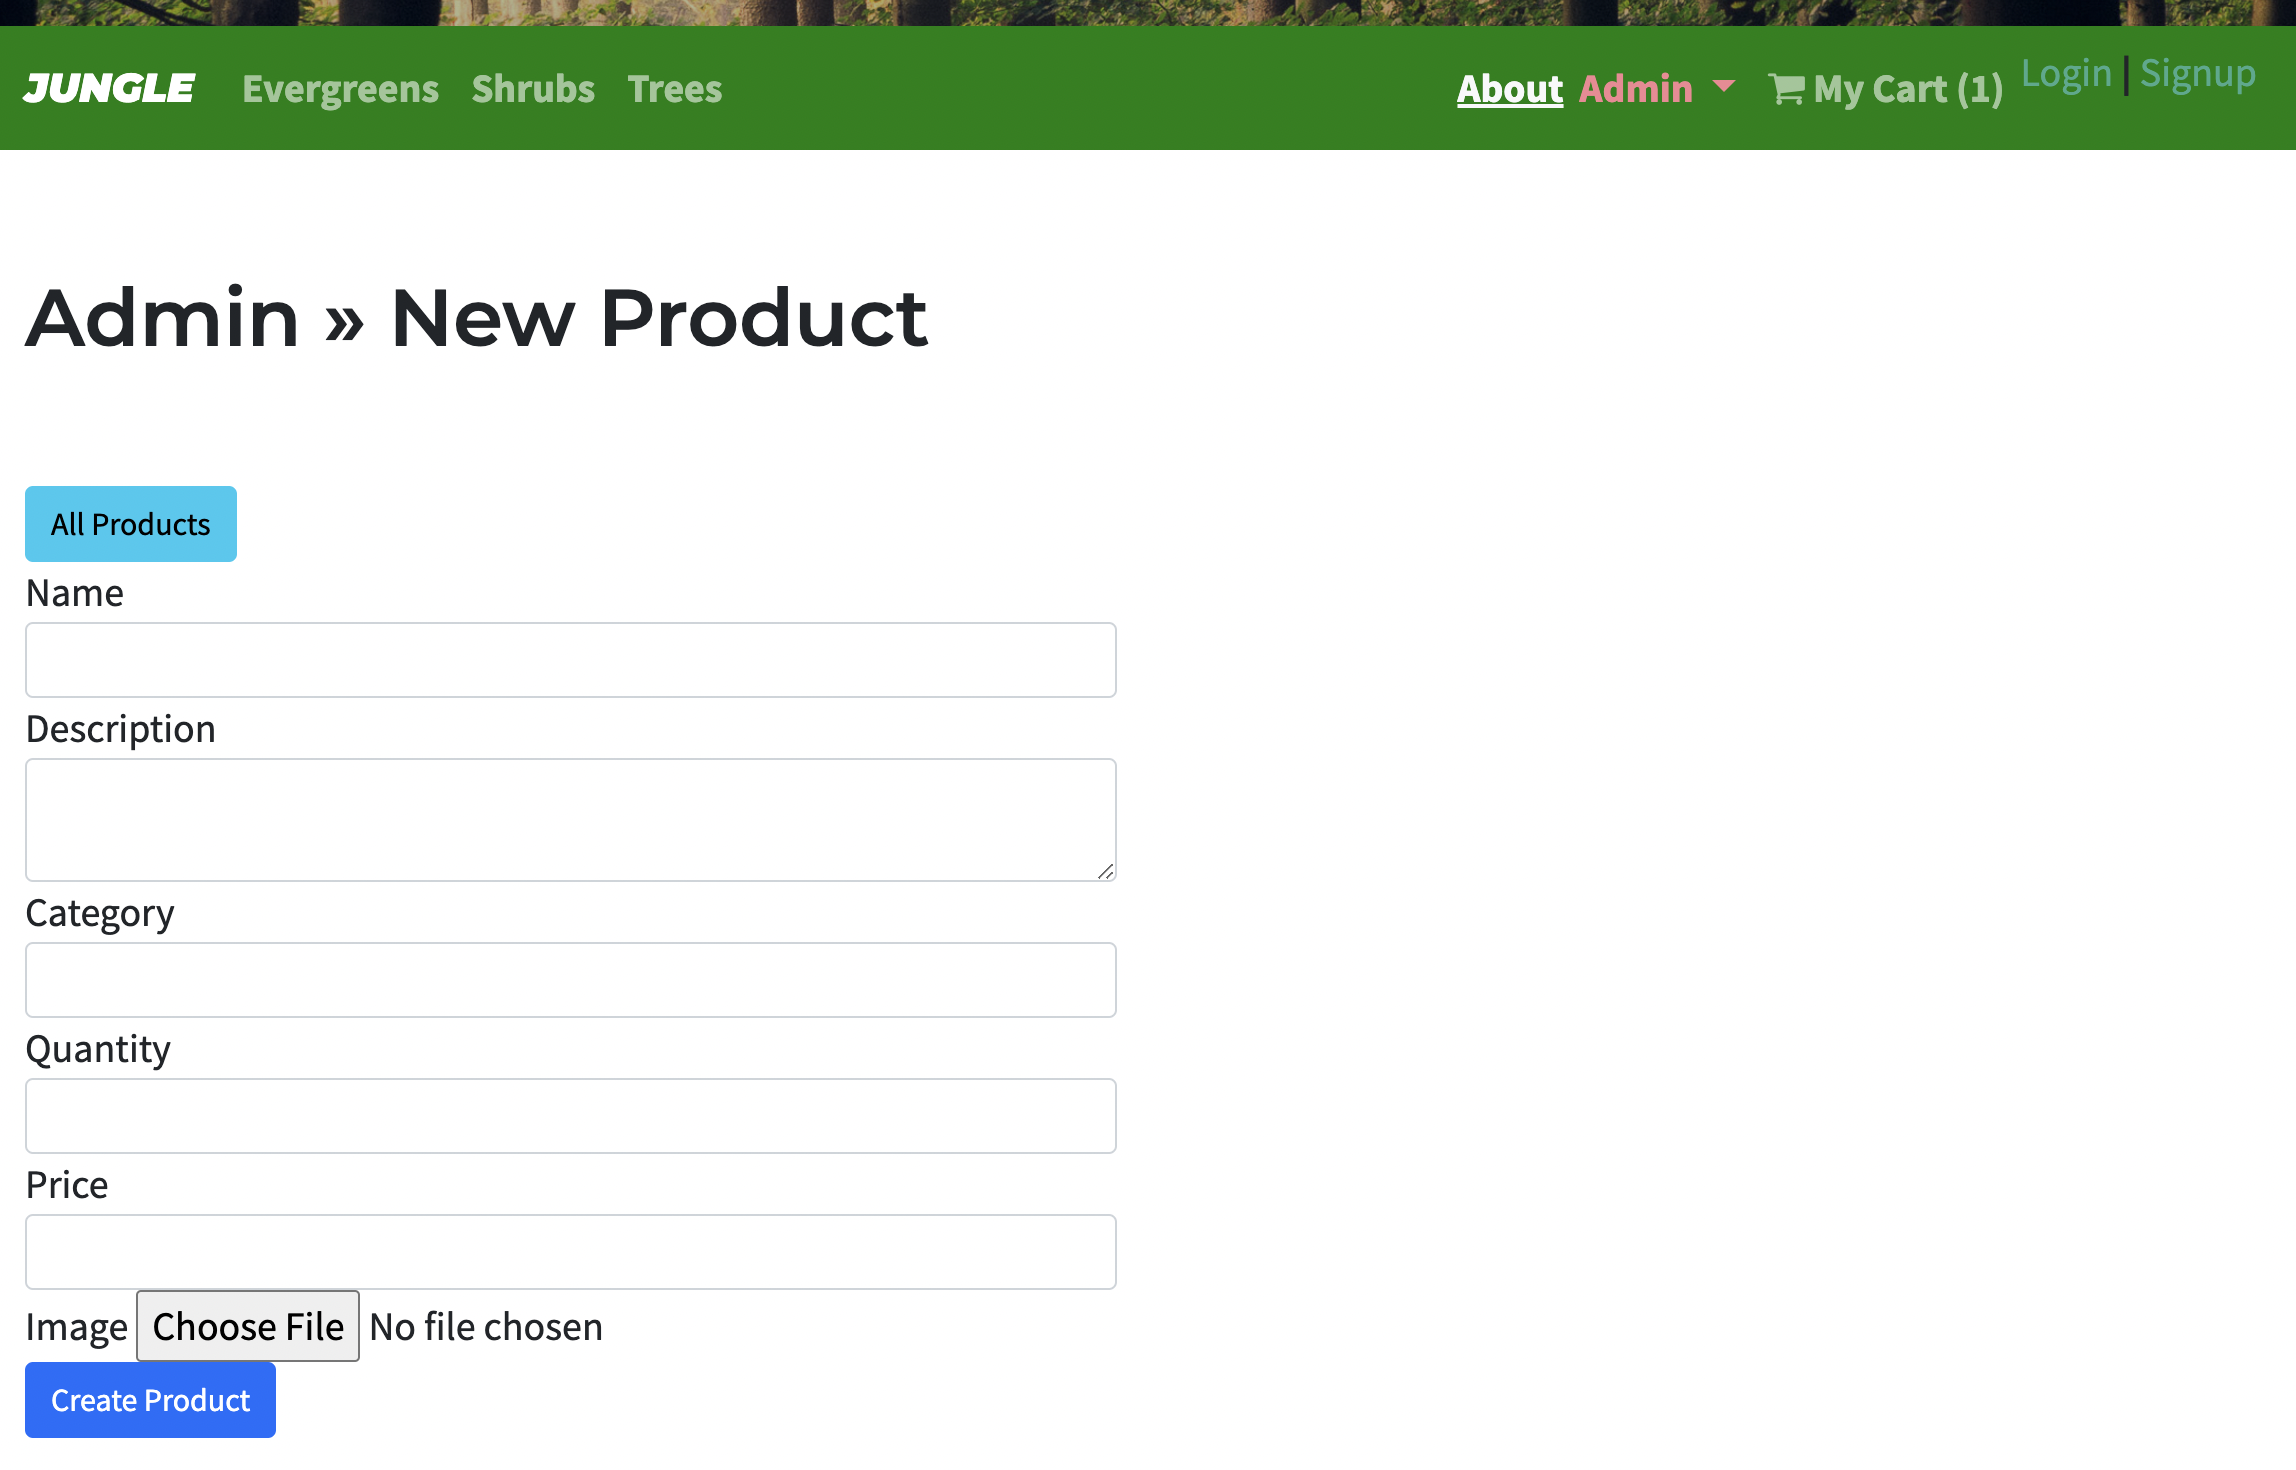 JUNGLE Evergreens Shrubs Trees About Admin My Cart (1) Login | Signup
Admin » New Product
All Products
Name
Description
Category
Quantity
Price
Image Choose File No file chosen
Create Product